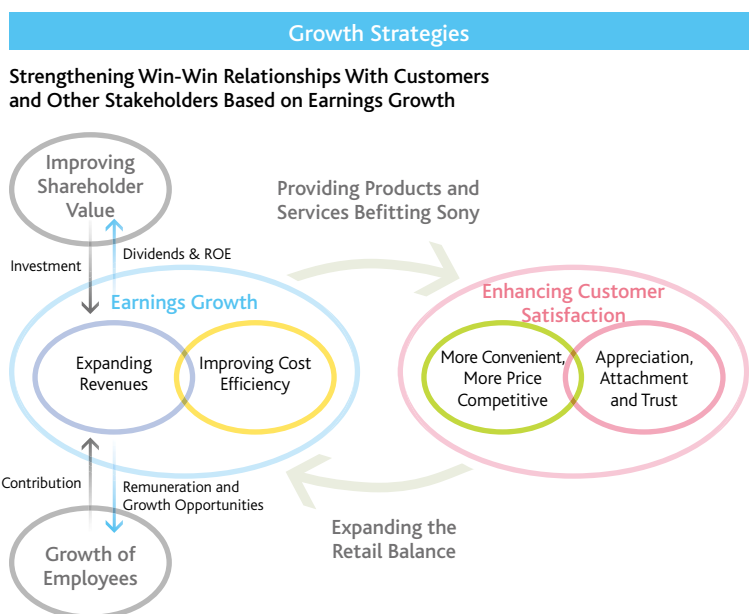 Growth Strategies
Strengthening Win-Win Relationships With Customers
and Other Stakeholders Based on Earnings Growth
Improving
Shareholder
Value
Providing Products and
Services Befitting Sony
Investment
Dividends & ROE
Earnings Growth
Expanding
Revenues
Improving Cost
Efficiency
Enhancing Customer
Satisfaction
More Convenient,
More Price
Competitive
Appreciation,
Attachment
and Trust
Contribution
Remuneration and
Growth Opportunities
Expanding the
Retail Balance
Growth of
Employees